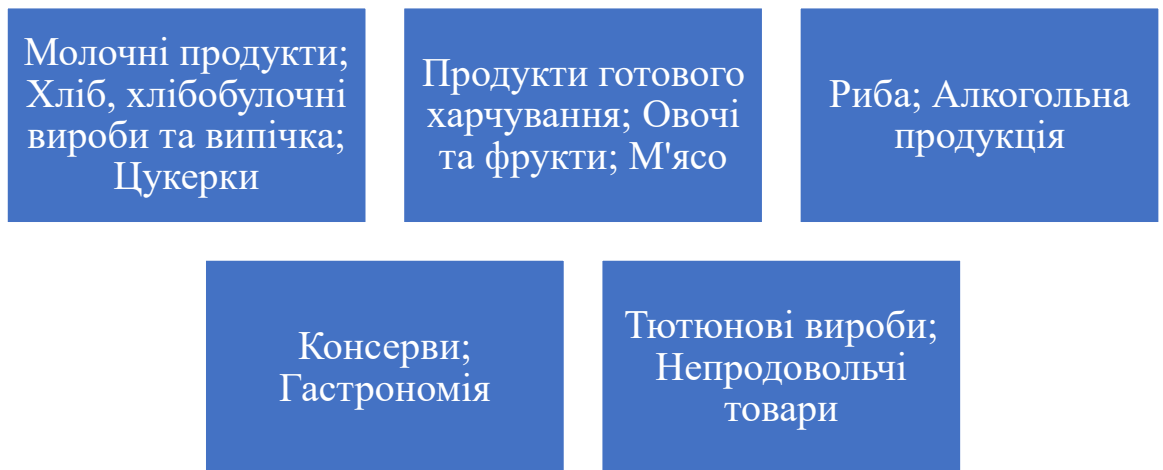 Молочні продукти;
Хліб, хлібобулочні
вироби та випічка;
Цукерки
Продукти готового
харчування; Овочі
та фрукти; М'ясо
Риба; Алкогольна
продукція
Консерви;
Гастрономія
Тютюнові вироби;
Непродовольчі
товари